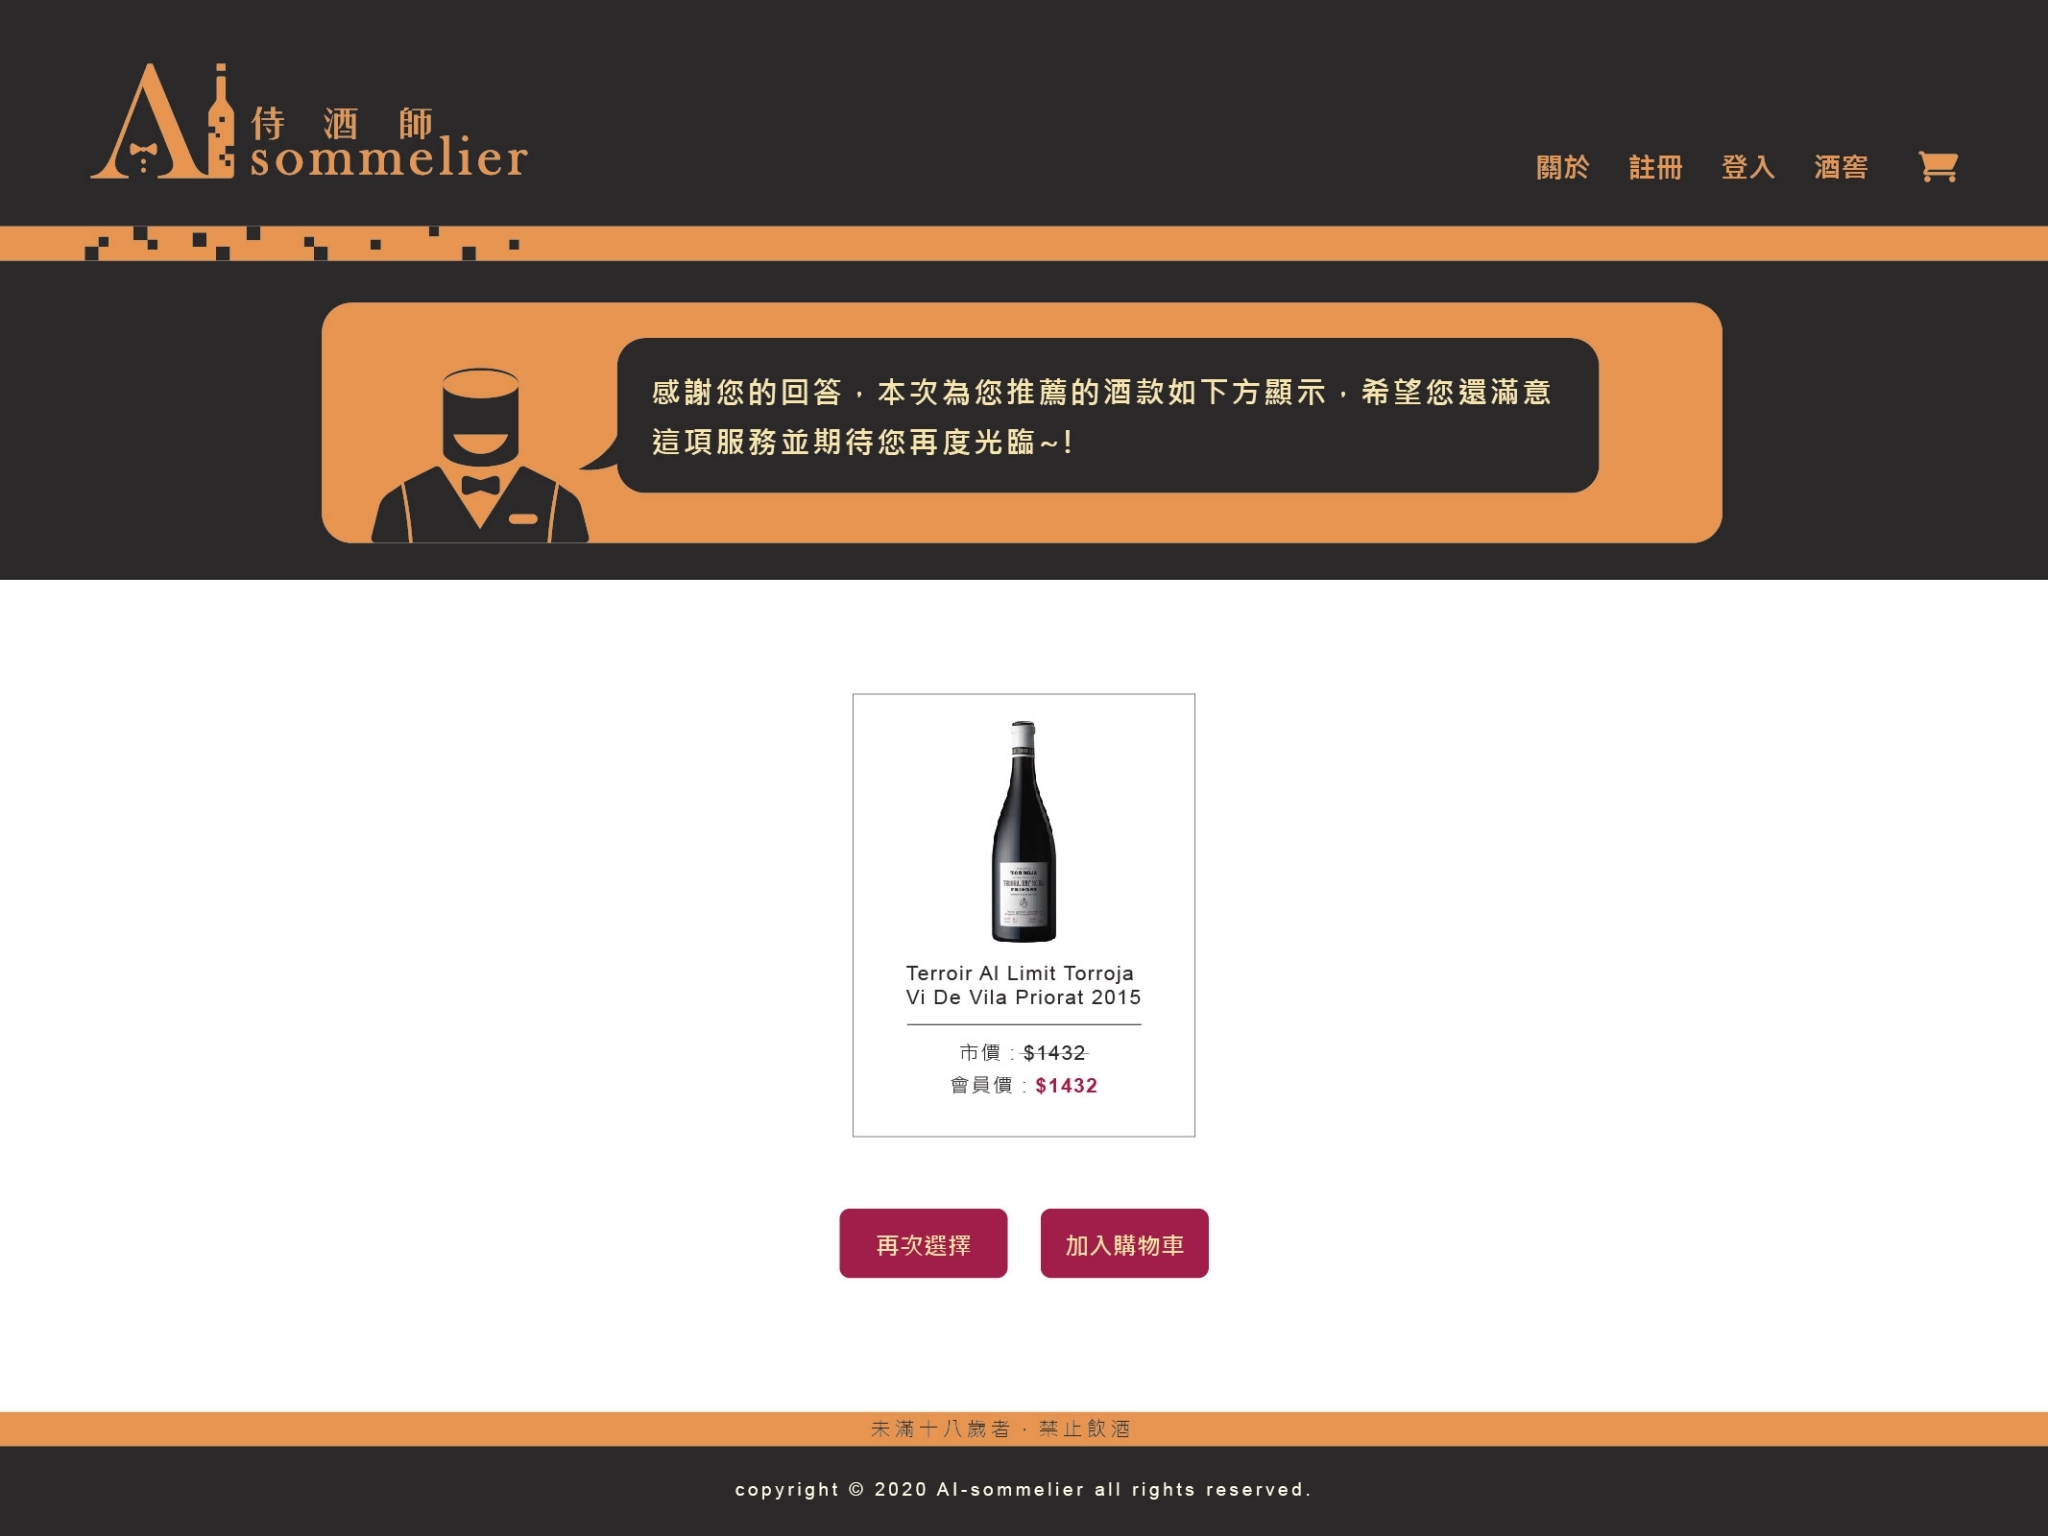 Ai 侍酒師
sommelier
關於 註冊 登入 酒窖
感謝您的回答，本次為您推薦的酒款如下方顯示，希望您還滿意
這項服務並期待您再度光臨~!
TORROJA
PRIORAT
Terroir Al Limit Torroja
Vi De Vila Priorat 2015
市價 : $1432
會員價 : $1432
再次選擇 加入購物車
未滿十八歲者，禁止飲酒
copyright © 2020 AI-sommelier all rights reserved.